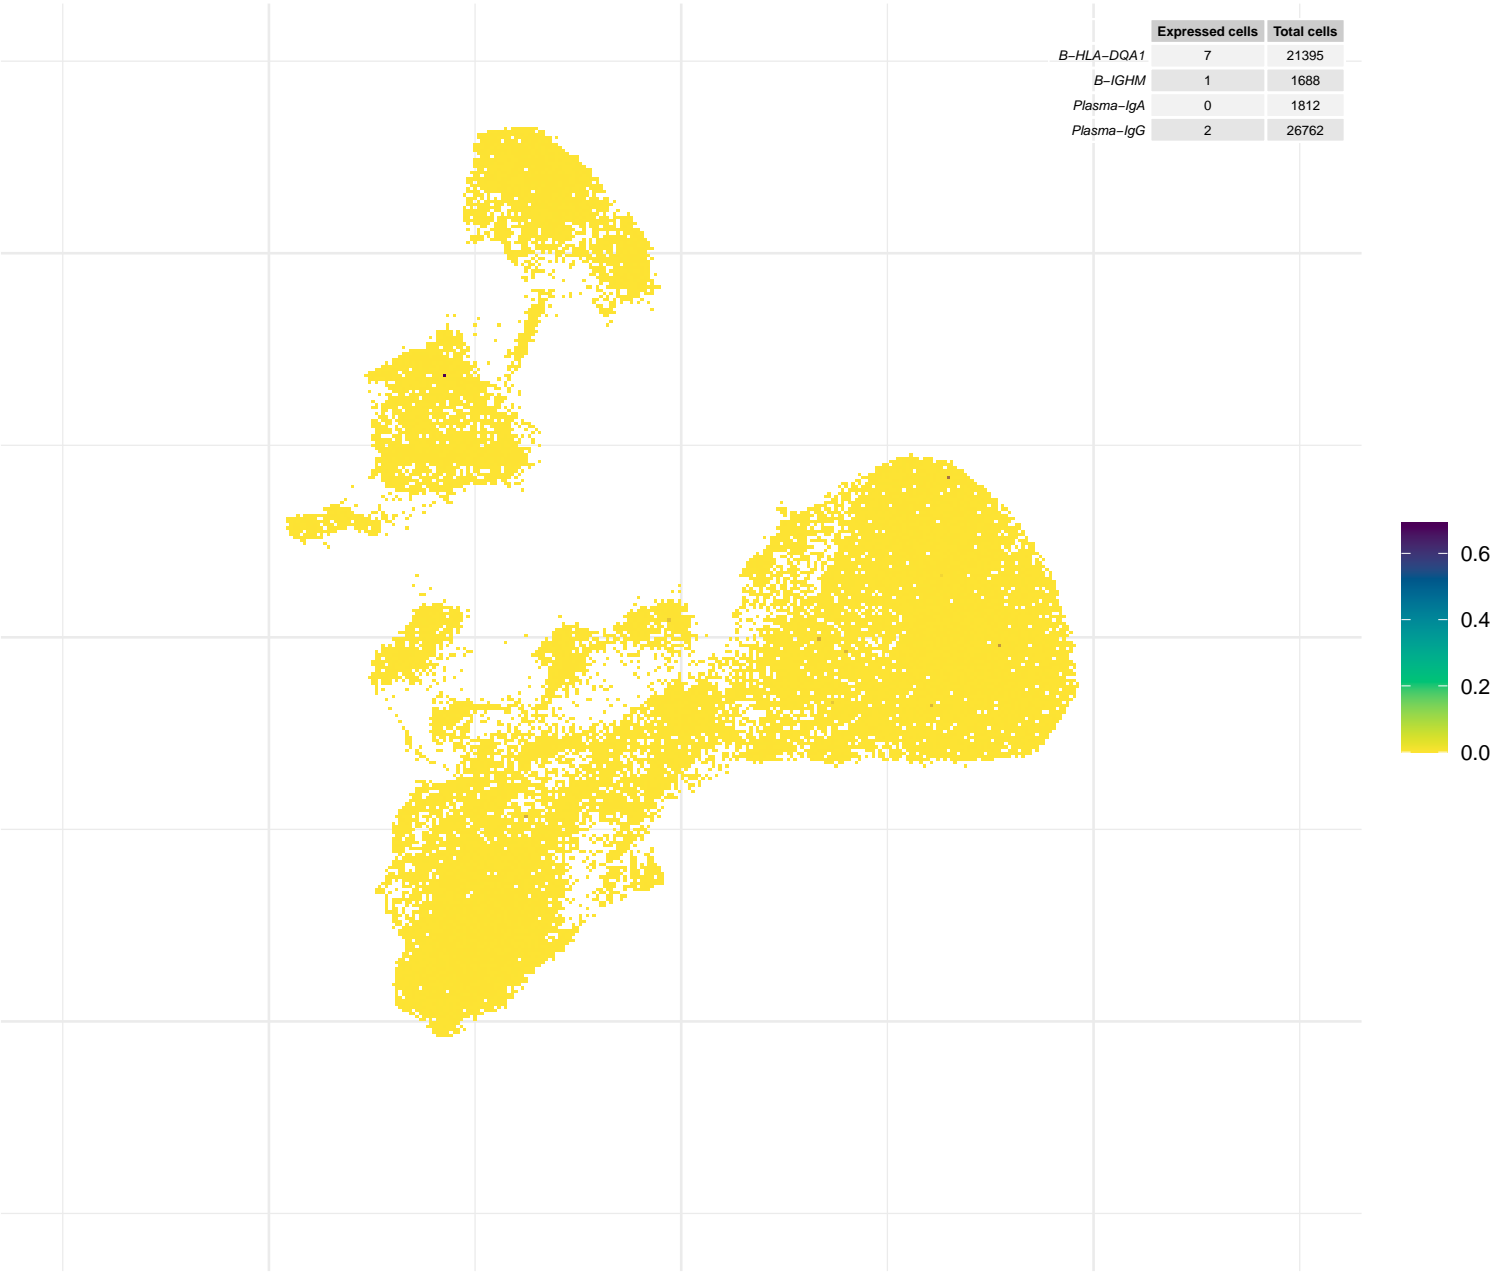 Expressed cells Total cells
B−HLA−DQA1 7 21395
B−IGHM 1 1688
Plasma−IgA 0 1812
Plasma−IgG 2 26762
0.6
0.4
0.2
0.0